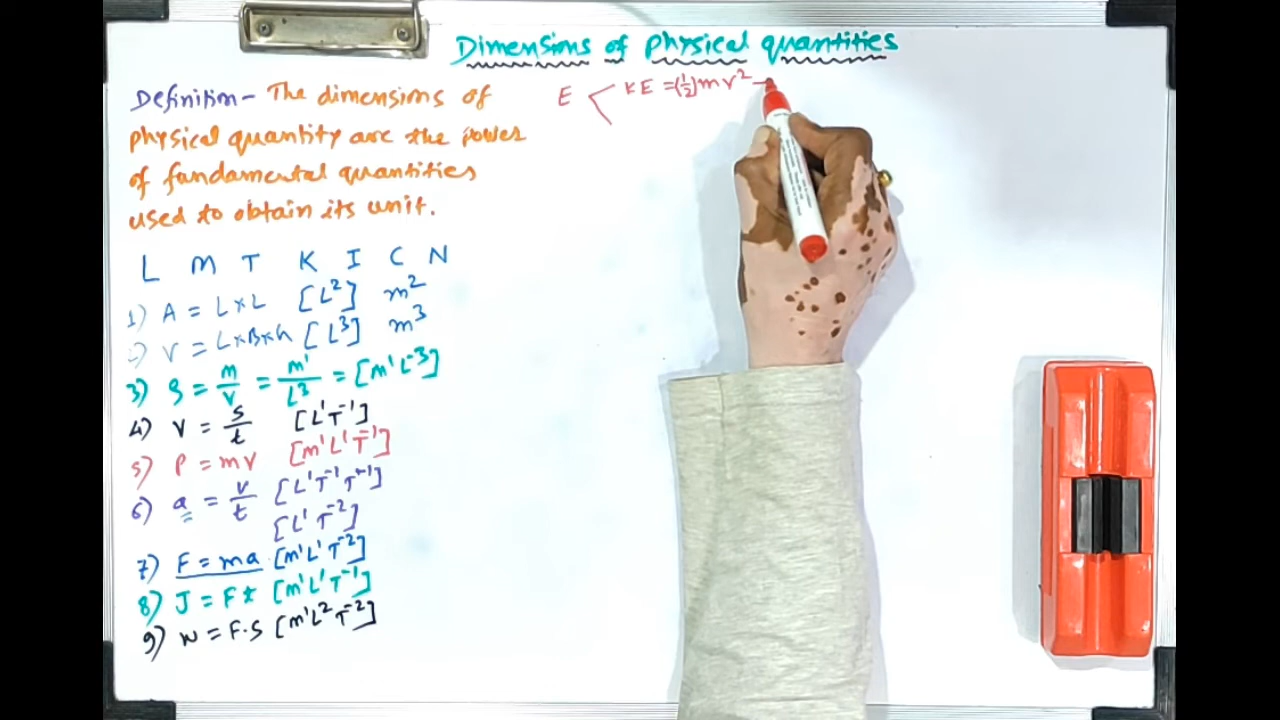 Dimensions of physical quantities
Definition - The dimensions of
physical quantity are the power
of fundamental quantities
used to obtain its unit.
L M T K I C N
1) A = L×L [L²] m²
2) V = L×B×h [L³] m³
3) ρ = m/V = m¹/L³ = [m¹L⁻³]
4) v = s/t [L¹T⁻¹]
5) P = mv [m¹L¹T⁻¹]
6) a = v/t [L¹T⁻¹T⁻¹]
[L¹T⁻²]
7) F = ma [m¹L¹T⁻²]
8) J = F×t [m¹L¹T⁻¹]
9) W = F·S [m¹L²T⁻²]
E < KE = (1/2)mv² –